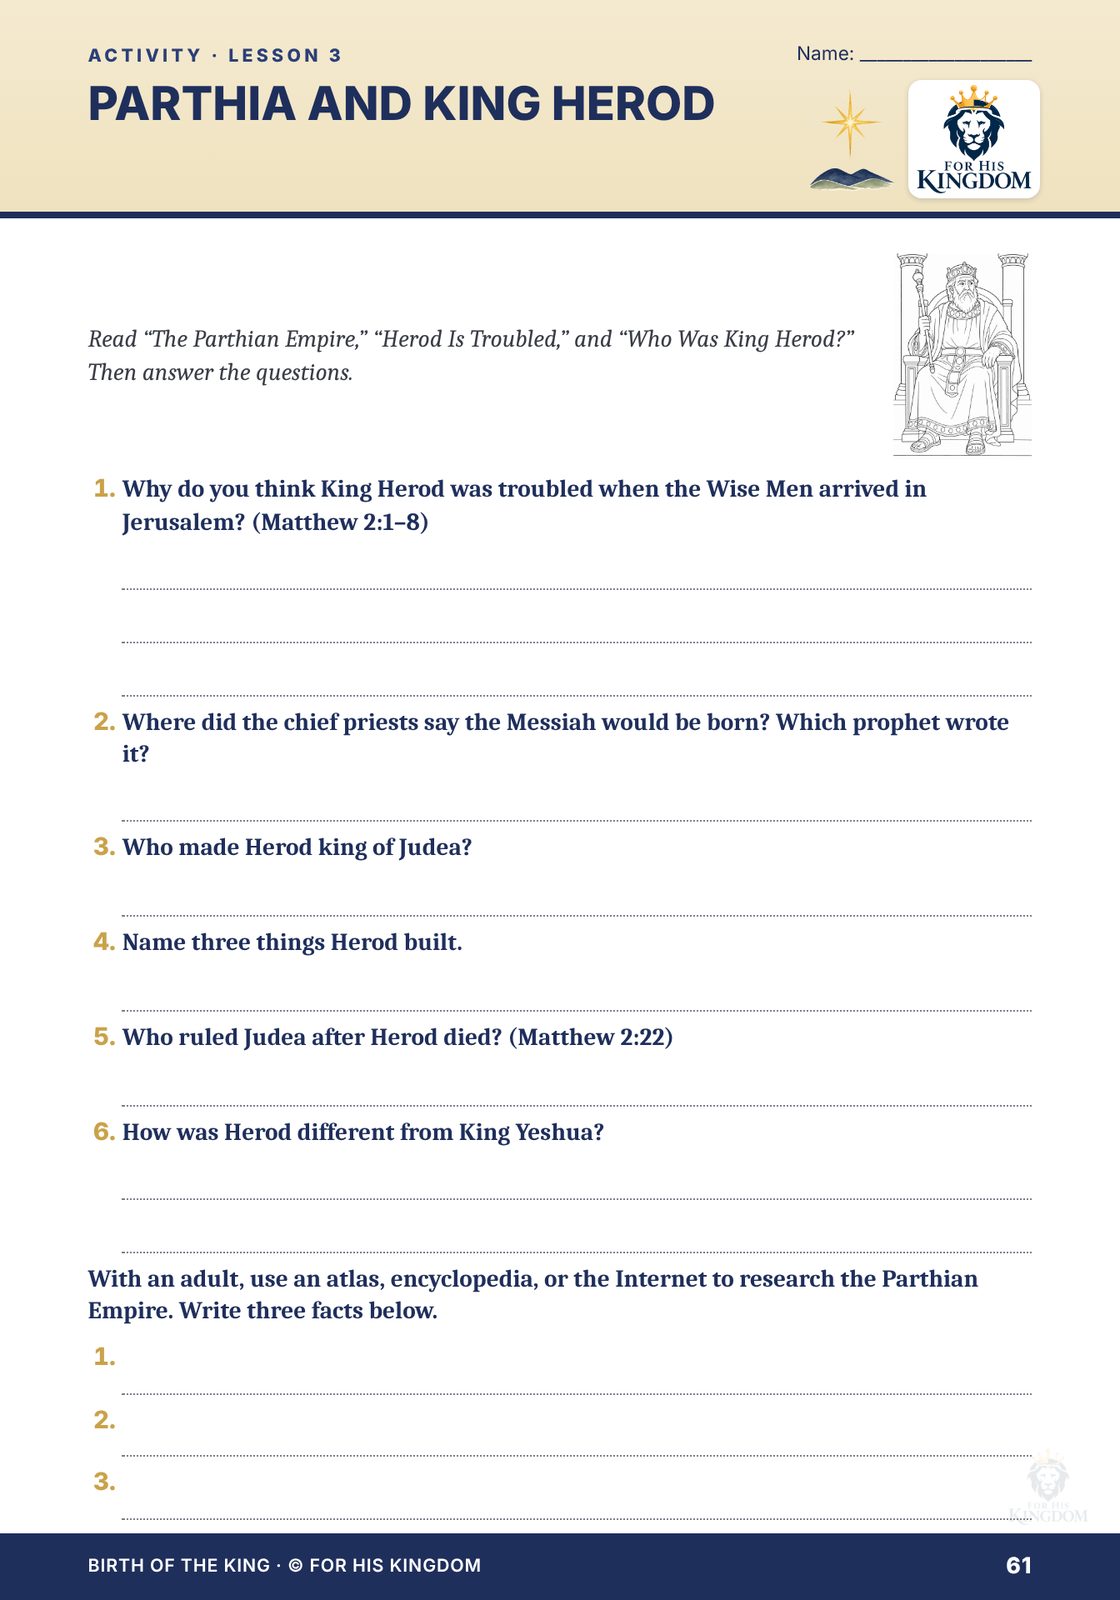 ACTIVITY · LESSON 3
Name: ________________
PARTHIA AND KING HEROD
FOR HIS
KINGDOM
Read “The Parthian Empire,” “Herod Is Troubled,” and “Who Was King Herod?”
Then answer the questions.
1. Why do you think King Herod was troubled when the Wise Men arrived in
Jerusalem? (Matthew 2:1–8)
2. Where did the chief priests say the Messiah would be born? Which prophet wrote
it?
3. Who made Herod king of Judea?
4. Name three things Herod built.
5. Who ruled Judea after Herod died? (Matthew 2:22)
6. How was Herod different from King Yeshua?
With an adult, use an atlas, encyclopedia, or the Internet to research the Parthian
Empire. Write three facts below.
1.
2.
3.
FOR HIS
KINGDOM
BIRTH OF THE KING · © FOR HIS KINGDOM
61